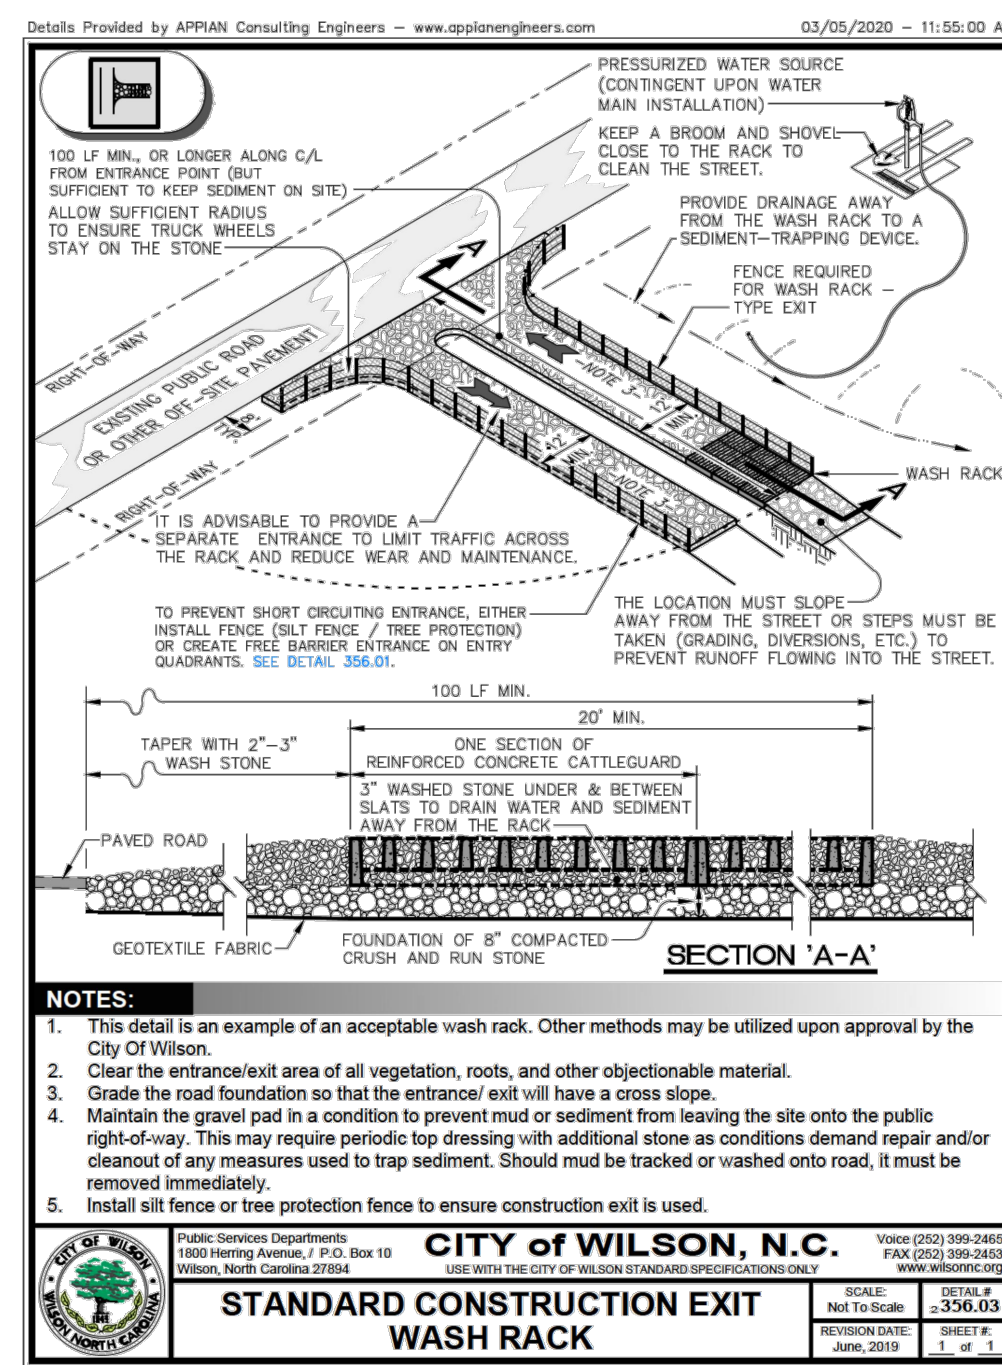 Details Provided by APPIAN Consulting Engineers – www.appianengineers.com
03/05/2020 – 11:55:00 A
PRESSURIZED WATER SOURCE
(CONTINGENT UPON WATER
MAIN INSTALLATION)
KEEP A BROOM AND SHOVEL
CLOSE TO THE RACK TO
CLEAN THE STREET.
100 LF MIN., OR LONGER ALONG C/L
FROM ENTRANCE POINT (BUT
SUFFICIENT TO KEEP SEDIMENT ON SITE)
ALLOW SUFFICIENT RADIUS
TO ENSURE TRUCK WHEELS
STAY ON THE STONE
PROVIDE DRAINAGE AWAY
FROM THE WASH RACK TO A
SEDIMENT–TRAPPING DEVICE.
FENCE REQUIRED
FOR WASH RACK –
TYPE EXIT
A
RIGHT–OF–WAY
EXISTING PUBLIC ROAD
OR OTHER OFF–SITE PAVEMENT
RIGHT–OF–WAY
–NOTE 3–
12'
MIN.
12'
MIN.
–NOTE 3–
WASH RACK
A
IT IS ADVISABLE TO PROVIDE A
SEPARATE ENTRANCE TO LIMIT TRAFFIC ACROSS
THE RACK AND REDUCE WEAR AND MAINTENANCE.
TO PREVENT SHORT CIRCUITING ENTRANCE, EITHER
INSTALL FENCE (SILT FENCE / TREE PROTECTION)
OR CREATE FREE BARRIER ENTRANCE ON ENTRY
QUADRANTS. SEE DETAIL 356.01.
THE LOCATION MUST SLOPE
AWAY FROM THE STREET OR STEPS MUST BE
TAKEN (GRADING, DIVERSIONS, ETC.) TO
PREVENT RUNOFF FLOWING INTO THE STREET.
100 LF MIN.
20' MIN.
TAPER WITH 2"–3"
WASH STONE
ONE SECTION OF
REINFORCED CONCRETE CATTLEGUARD
3" WASHED STONE UNDER & BETWEEN
SLATS TO DRAIN WATER AND SEDIMENT
AWAY FROM THE RACK
PAVED ROAD
GEOTEXTILE FABRIC
FOUNDATION OF 8" COMPACTED
CRUSH AND RUN STONE
SECTION 'A–A'
NOTES:
1. This detail is an example of an acceptable wash rack. Other methods may be utilized upon approval by the
City Of Wilson.
2. Clear the entrance/exit area of all vegetation, roots, and other objectionable material.
3. Grade the road foundation so that the entrance/ exit will have a cross slope.
4. Maintain the gravel pad in a condition to prevent mud or sediment from leaving the site onto the public
right-of-way. This may require periodic top dressing with additional stone as conditions demand repair and/or
cleanout of any measures used to trap sediment. Should mud be tracked or washed onto road, it must be
removed immediately.
5. Install silt fence or tree protection fence to ensure construction exit is used.
CITY OF WILSON
WILSON NORTH CAROLINA
1849
Public Services Departments
1800 Herring Avenue, / P.O. Box 10
Wilson, North Carolina 27894
CITY of WILSON, N.C.
USE WITH THE CITY OF WILSON STANDARD SPECIFICATIONS ONLY
Voice (252) 399-2465
FAX (252) 399-2453
www.wilsonnc.org
STANDARD CONSTRUCTION EXIT
WASH RACK
SCALE:
Not To Scale
DETAIL#
2 356.03
REVISION DATE:
June, 2019
SHEET#:
1 of 1